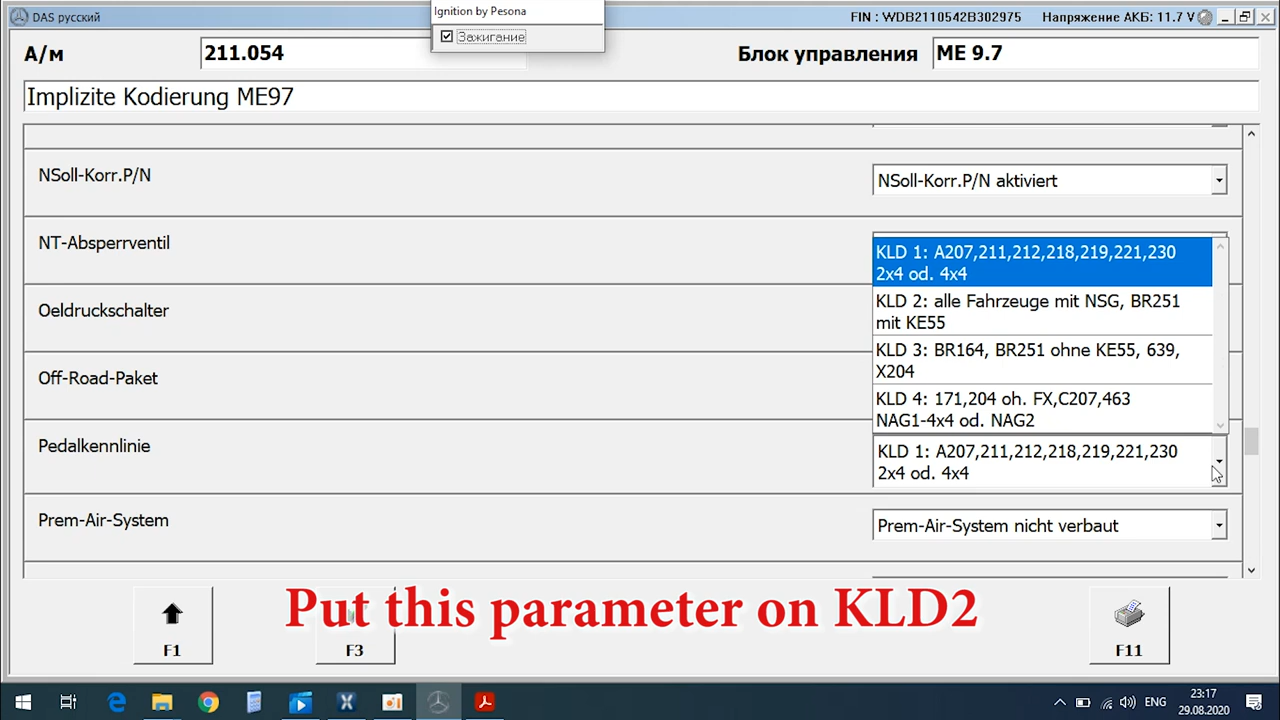 Ignition by Pesona
DAS русский
FIN : WDB2110542B302975
Напряжение АКБ: 11.7 V
Зажигание
А/м
211.054
Блок управления
ME 9.7
Implizite Kodierung ME97
NSoll-Korr.P/N
NSoll-Korr.P/N aktiviert
NT-Absperrventil
KLD 1: A207,211,212,218,219,221,230
2x4 od. 4x4
KLD 2: alle Fahrzeuge mit NSG, BR251
mit KE55
Oeldruckschalter
KLD 3: BR164, BR251 ohne KE55, 639,
X204
Off-Road-Paket
KLD 4: 171,204 oh. FX,C207,463
NAG1-4x4 od. NAG2
Pedalkennlinie
KLD 1: A207,211,212,218,219,221,230
2x4 od. 4x4
Prem-Air-System
Prem-Air-System nicht verbaut
Put this parameter on KLD2
F1
F3
F11
ENG
23:17
29.08.2020